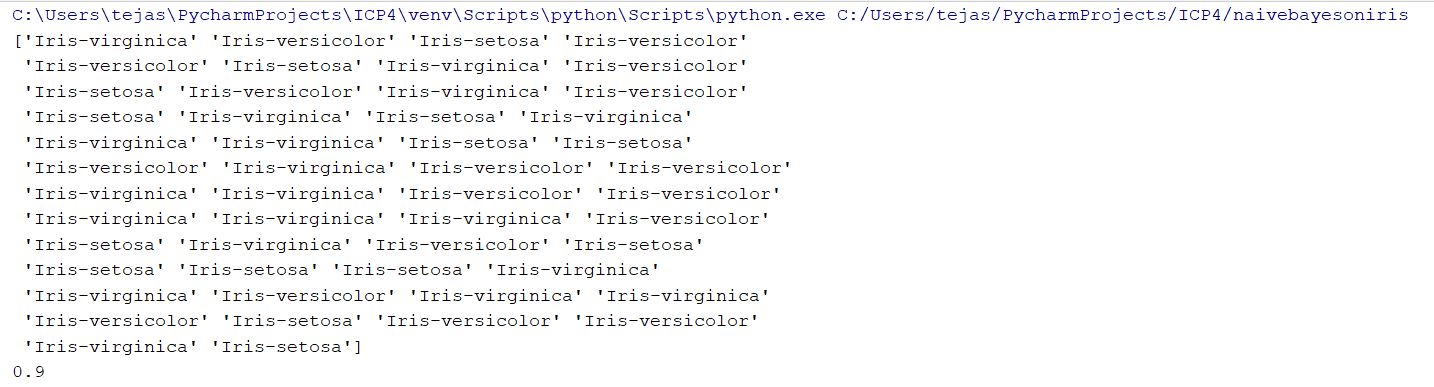 C:\Users\tejas\PycharmProjects\ICP4\venv\Scripts\python\Scripts\python.exe C:/Users/tejas/PycharmProjects/ICP4/naivebayesoniris
['Iris-virginica' 'Iris-versicolor' 'Iris-setosa' 'Iris-versicolor'
'Iris-versicolor' 'Iris-setosa' 'Iris-virginica' 'Iris-versicolor'
'Iris-setosa' 'Iris-versicolor' 'Iris-virginica' 'Iris-versicolor'
'Iris-setosa' 'Iris-virginica' 'Iris-setosa' 'Iris-virginica'
'Iris-virginica' 'Iris-virginica' 'Iris-setosa' 'Iris-setosa'
'Iris-versicolor' 'Iris-virginica' 'Iris-versicolor' 'Iris-versicolor'
'Iris-virginica' 'Iris-virginica' 'Iris-versicolor' 'Iris-versicolor'
'Iris-virginica' 'Iris-virginica' 'Iris-virginica' 'Iris-versicolor'
'Iris-setosa' 'Iris-virginica' 'Iris-versicolor' 'Iris-setosa'
'Iris-setosa' 'Iris-setosa' 'Iris-setosa' 'Iris-virginica'
'Iris-virginica' 'Iris-versicolor' 'Iris-virginica' 'Iris-virginica'
'Iris-versicolor' 'Iris-setosa' 'Iris-versicolor' 'Iris-versicolor'
'Iris-virginica' 'Iris-setosa']
0.9